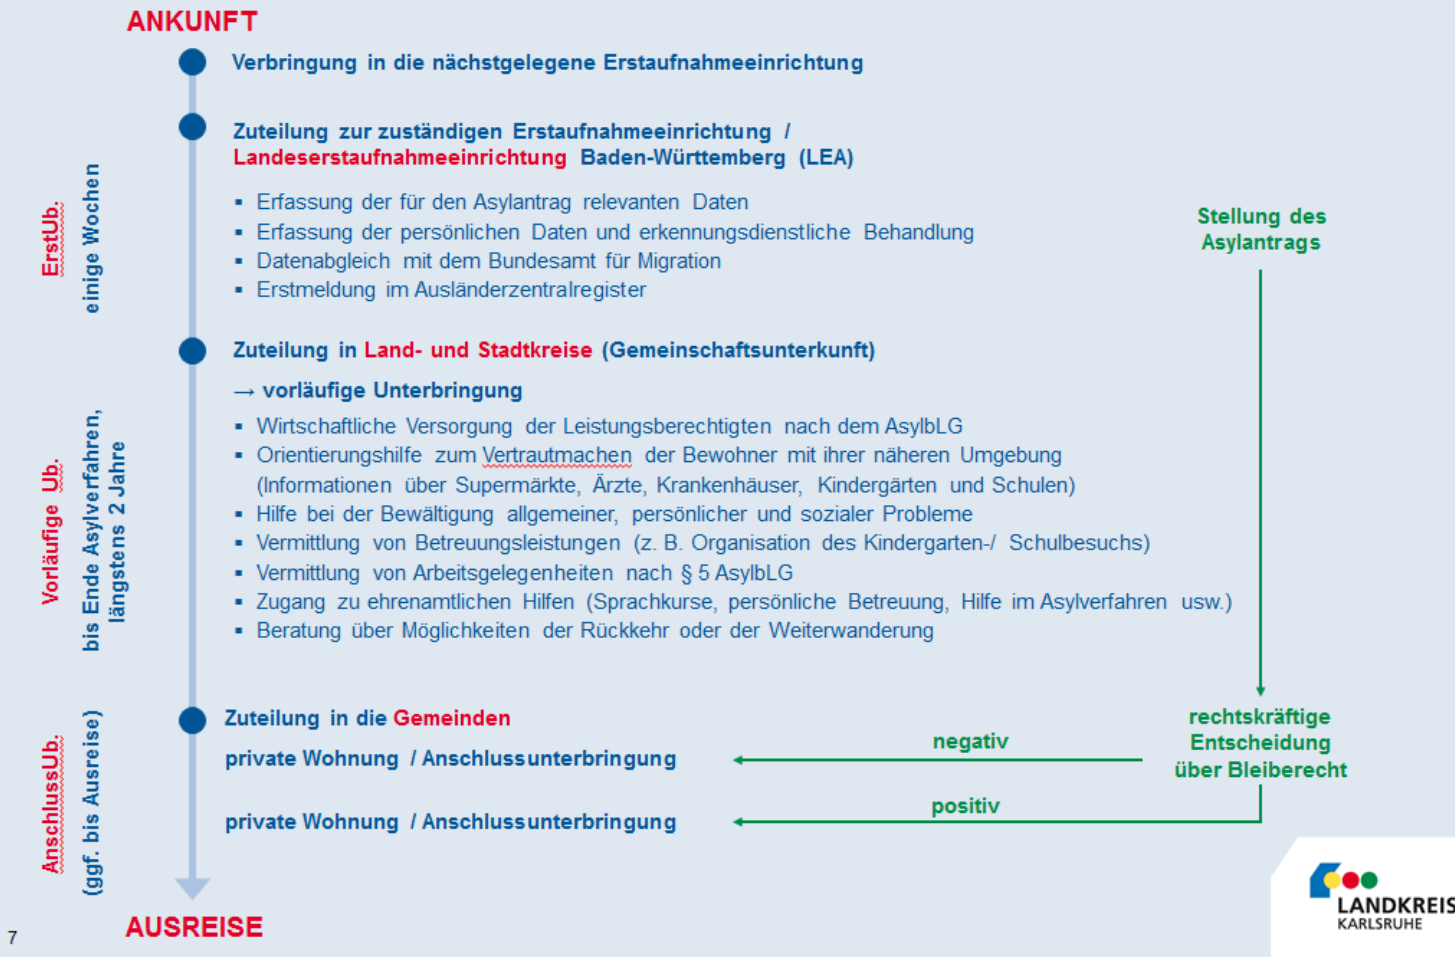 ANKUNFT
Verbringung in die nächstgelegene Erstaufnahmeeinrichtung
Zuteilung zur zuständigen Erstaufnahmeeinrichtung /
Landeserstaufnahmeeinrichtung Baden-Württemberg (LEA)
ErstUb.
einige Wochen
▪ Erfassung der für den Asylantrag relevanten Daten
▪ Erfassung der persönlichen Daten und erkennungsdienstliche Behandlung
▪ Datenabgleich mit dem Bundesamt für Migration
▪ Erstmeldung im Ausländerzentralregister
Stellung des
Asylantrags
Zuteilung in Land- und Stadtkreise (Gemeinschaftsunterkunft)
→ vorläufige Unterbringung
Vorläufige Ub.
bis Ende Asylverfahren,
längstens 2 Jahre
▪ Wirtschaftliche Versorgung der Leistungsberechtigten nach dem AsylbLG
▪ Orientierungshilfe zum Vertrautmachen der Bewohner mit ihrer näheren Umgebung
(Informationen über Supermärkte, Ärzte, Krankenhäuser, Kindergärten und Schulen)
▪ Hilfe bei der Bewältigung allgemeiner, persönlicher und sozialer Probleme
▪ Vermittlung von Betreuungsleistungen (z. B. Organisation des Kindergarten-/ Schulbesuchs)
▪ Vermittlung von Arbeitsgelegenheiten nach § 5 AsylbLG
▪ Zugang zu ehrenamtlichen Hilfen (Sprachkurse, persönliche Betreuung, Hilfe im Asylverfahren usw.)
▪ Beratung über Möglichkeiten der Rückkehr oder der Weiterwanderung
AnschlussUb.
(ggf. bis Ausreise)
Zuteilung in die Gemeinden
private Wohnung / Anschlussunterbringung
negativ
rechtskräftige
Entscheidung
über Bleiberecht
private Wohnung / Anschlussunterbringung
positiv
AUSREISE
7
LANDKREIS
KARLSRUHE